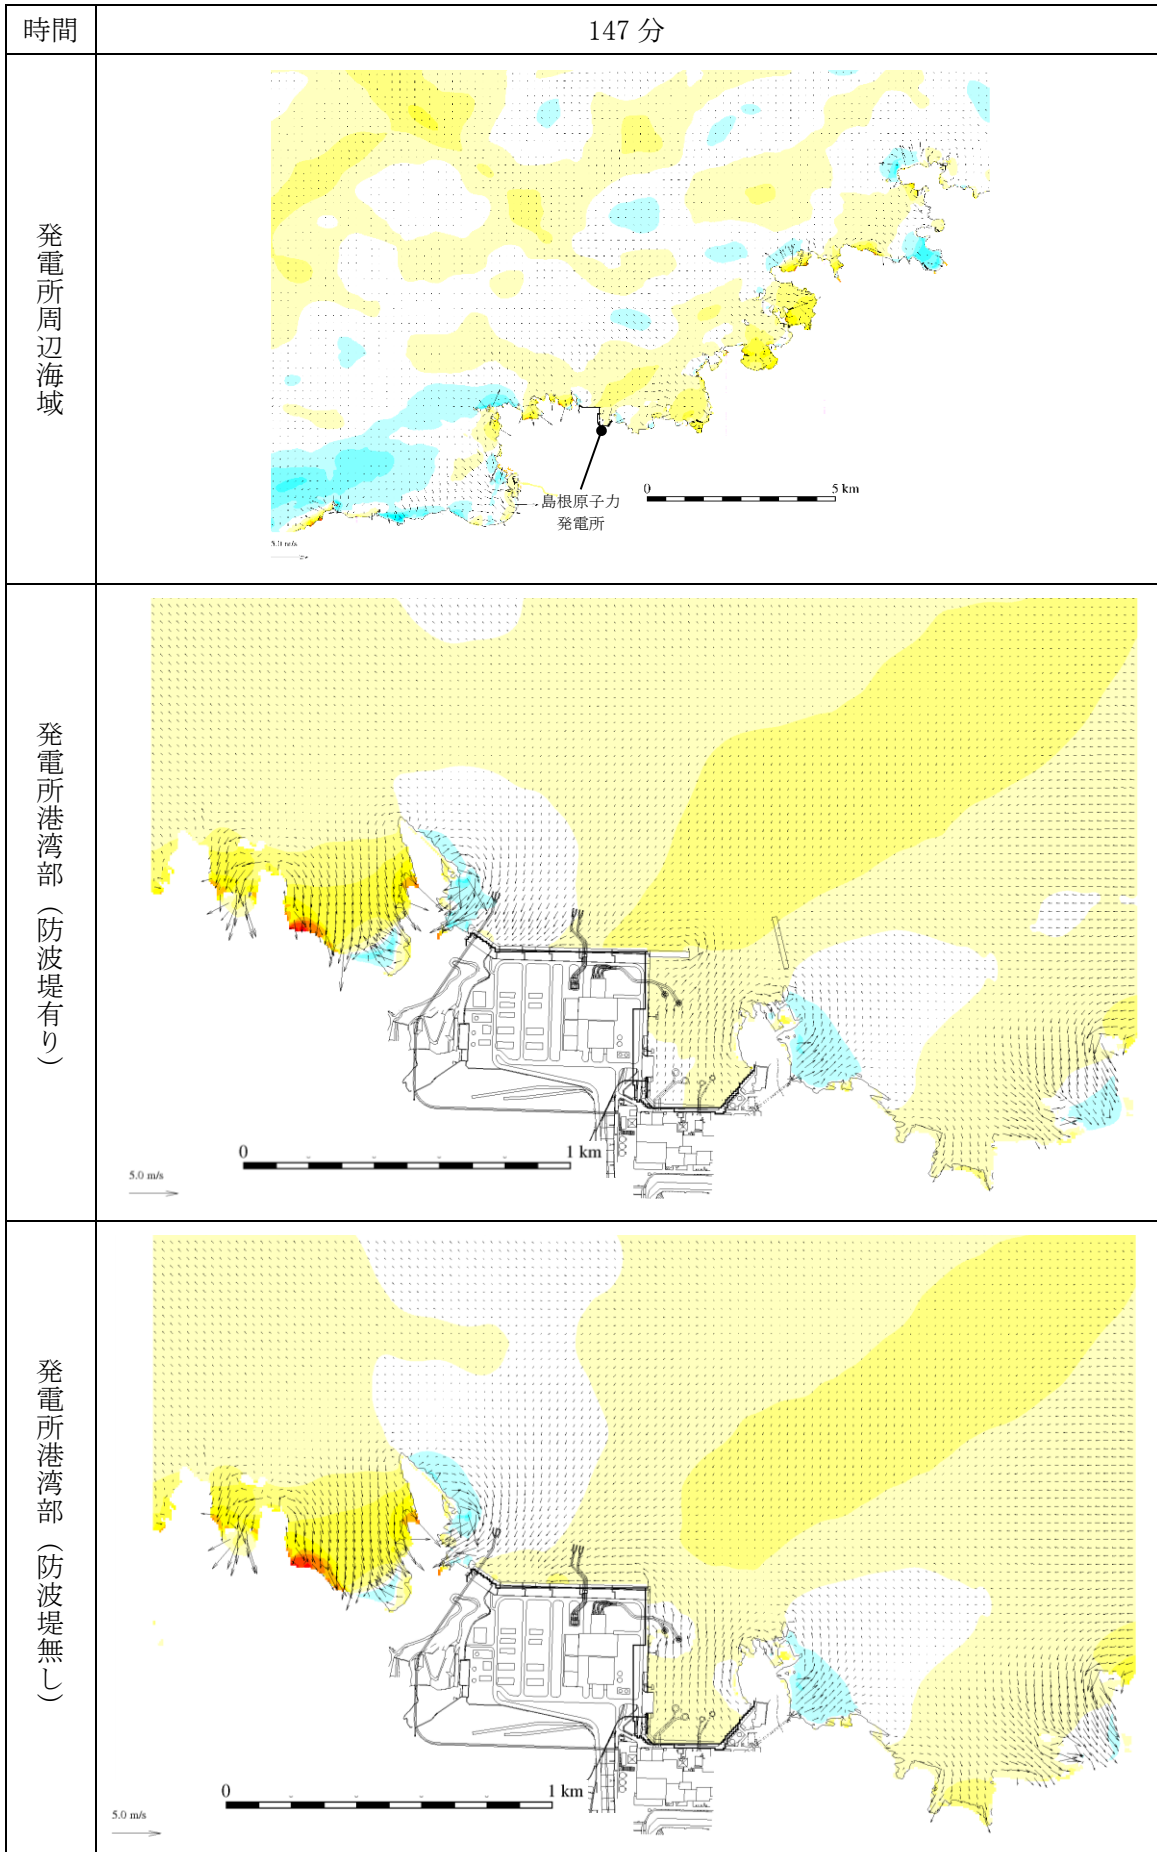 時間
147 分
発電所周辺海域
島根原子力
発電所
0
5 km
5.0 m/s
発電所港湾部（防波堤有り）
0
1 km
5.0 m/s
発電所港湾部（防波堤無し）
0
1 km
5.0 m/s